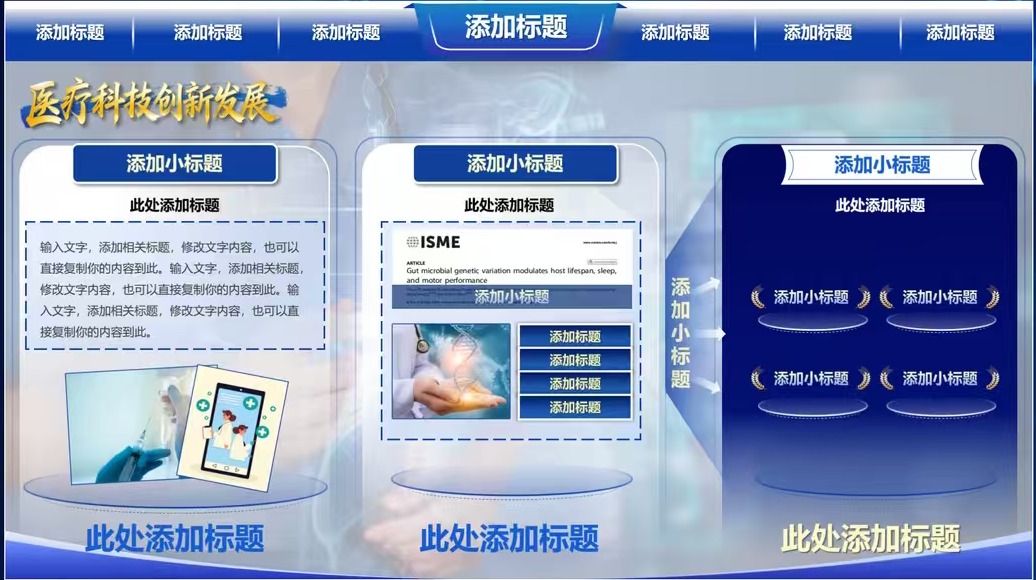 添加标题
添加标题
添加标题
添加标题
添加标题
添加标题
添加标题
医疗科技创新发展
添加小标题
此处添加标题
输入文字，添加相关标题，修改文字内容，也可以
直接复制你的内容到此。输入文字，添加相关标题，
修改文字内容，也可以直接复制你的内容到此。输
入文字，添加相关标题，修改文字内容，也可以直
接复制你的内容到此。
此处添加标题
添加小标题
此处添加标题
ISME
ARTICLE
Gut microbial genetic variation modulates host lifespan, sleep,
and motor performance
添加小标题
添加标题
添加标题
添加标题
添加标题
此处添加标题
添加小标题
添加小标题
此处添加标题
添加小标题
添加小标题
添加小标题
添加小标题
此处添加标题